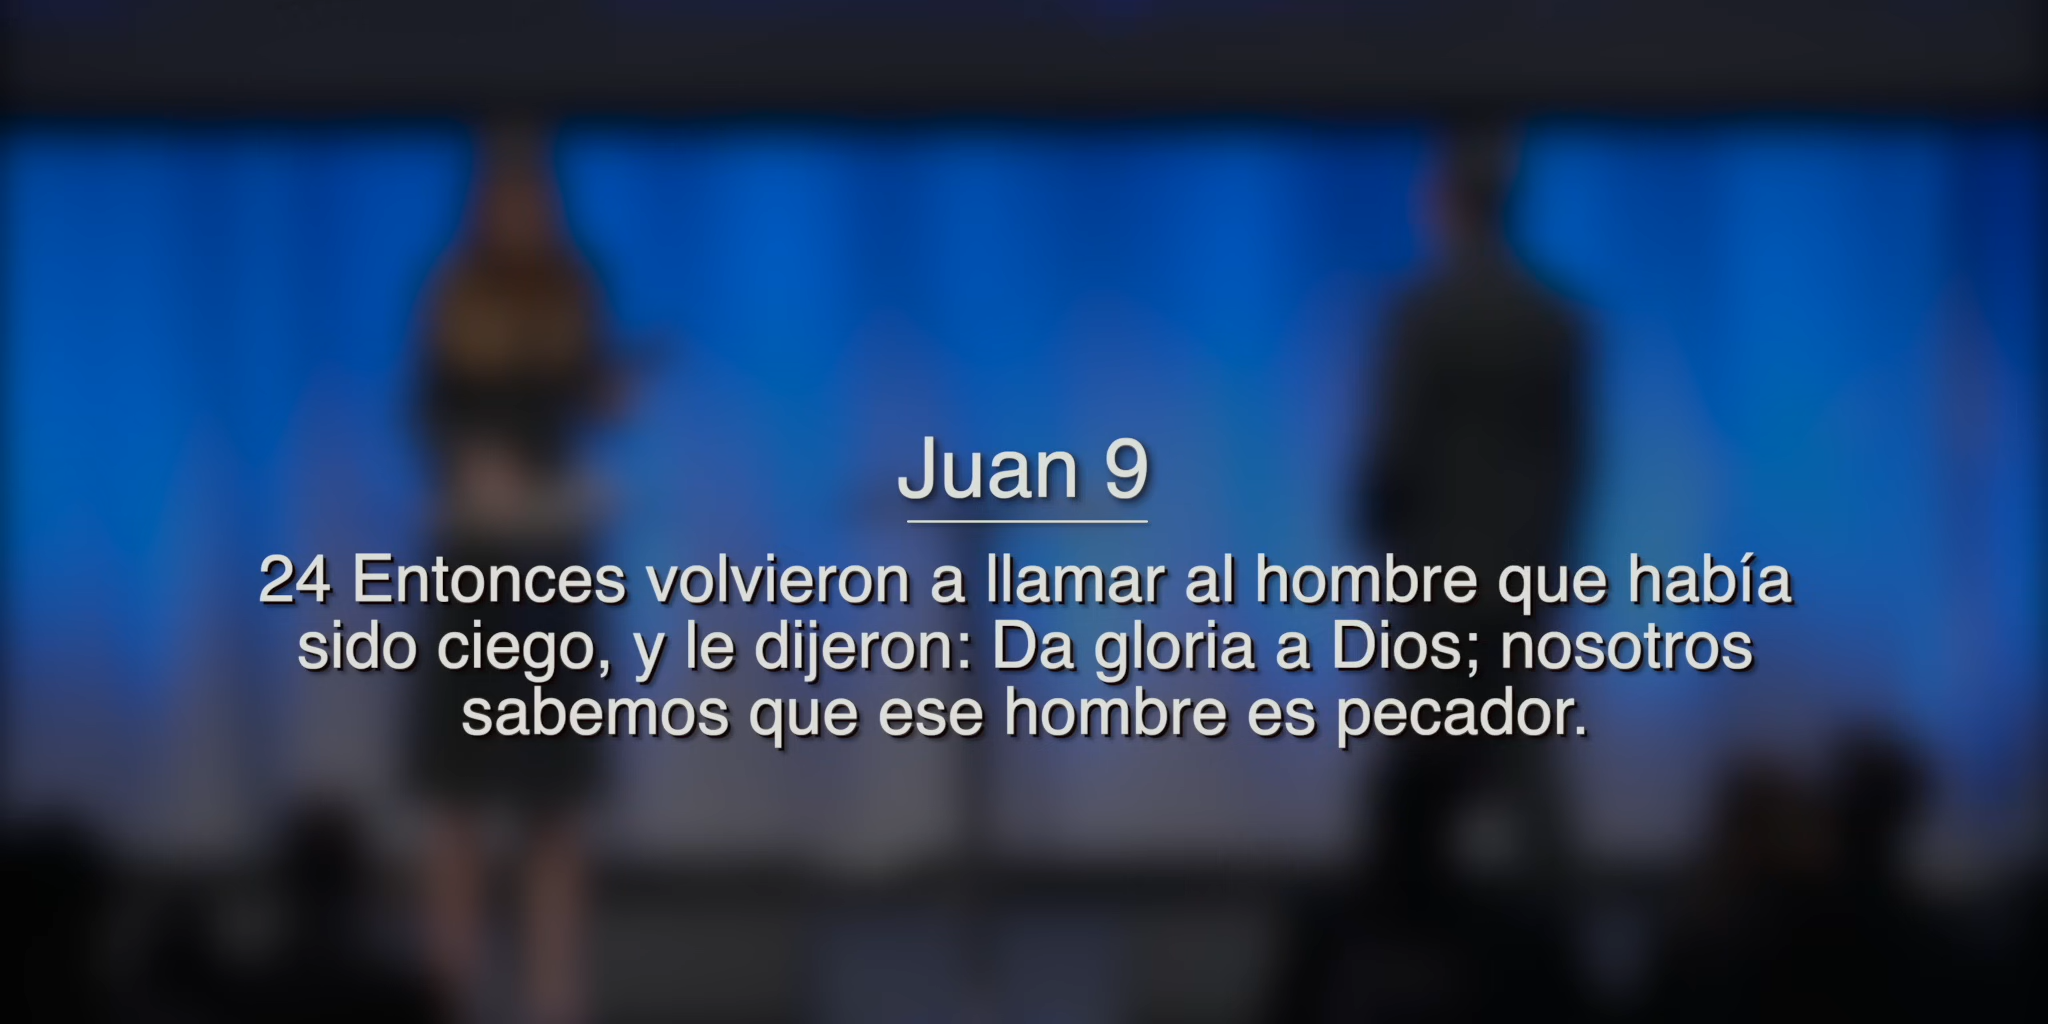 Juan 9
24 Entonces volvieron a llamar al hombre que había
sido ciego, y le dijeron: Da gloria a Dios; nosotros
sabemos que ese hombre es pecador.